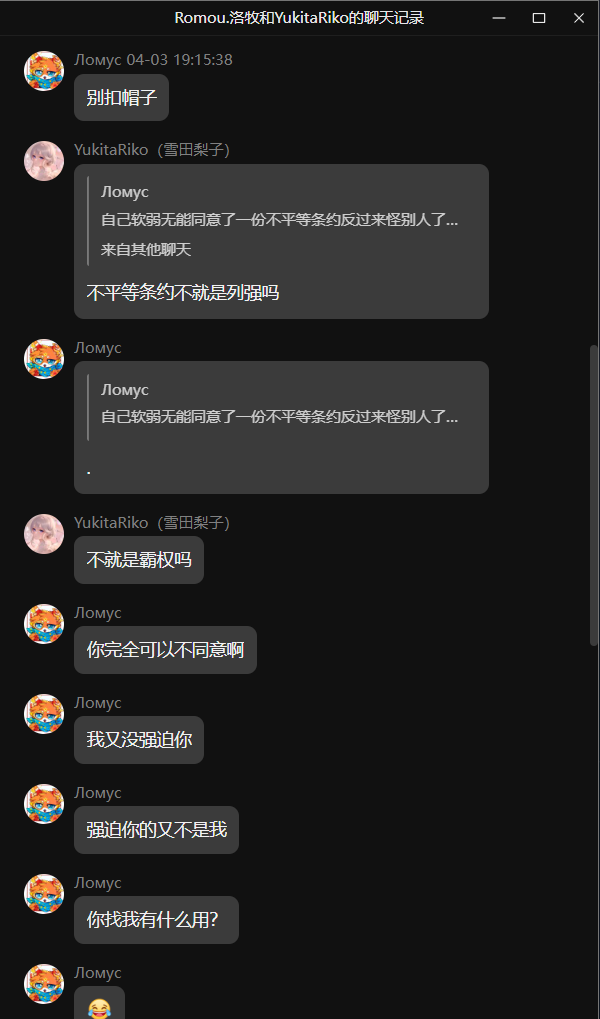 Romou.洛牧和YukitaRiko的聊天记录
Ломус 04-03 19:15:38
别扣帽子
YukitaRiko（雪田梨子）
Ломус
自己软弱无能同意了一份不平等条约反过来怪别人了...
来自其他聊天
不平等条约不就是列强吗
Ломус
Ломус
自己软弱无能同意了一份不平等条约反过来怪别人了...
.
YukitaRiko（雪田梨子）
不就是霸权吗
Ломус
你完全可以不同意啊
Ломус
我又没强迫你
Ломус
强迫你的又不是我
Ломус
你找我有什么用？
Ломус
😂